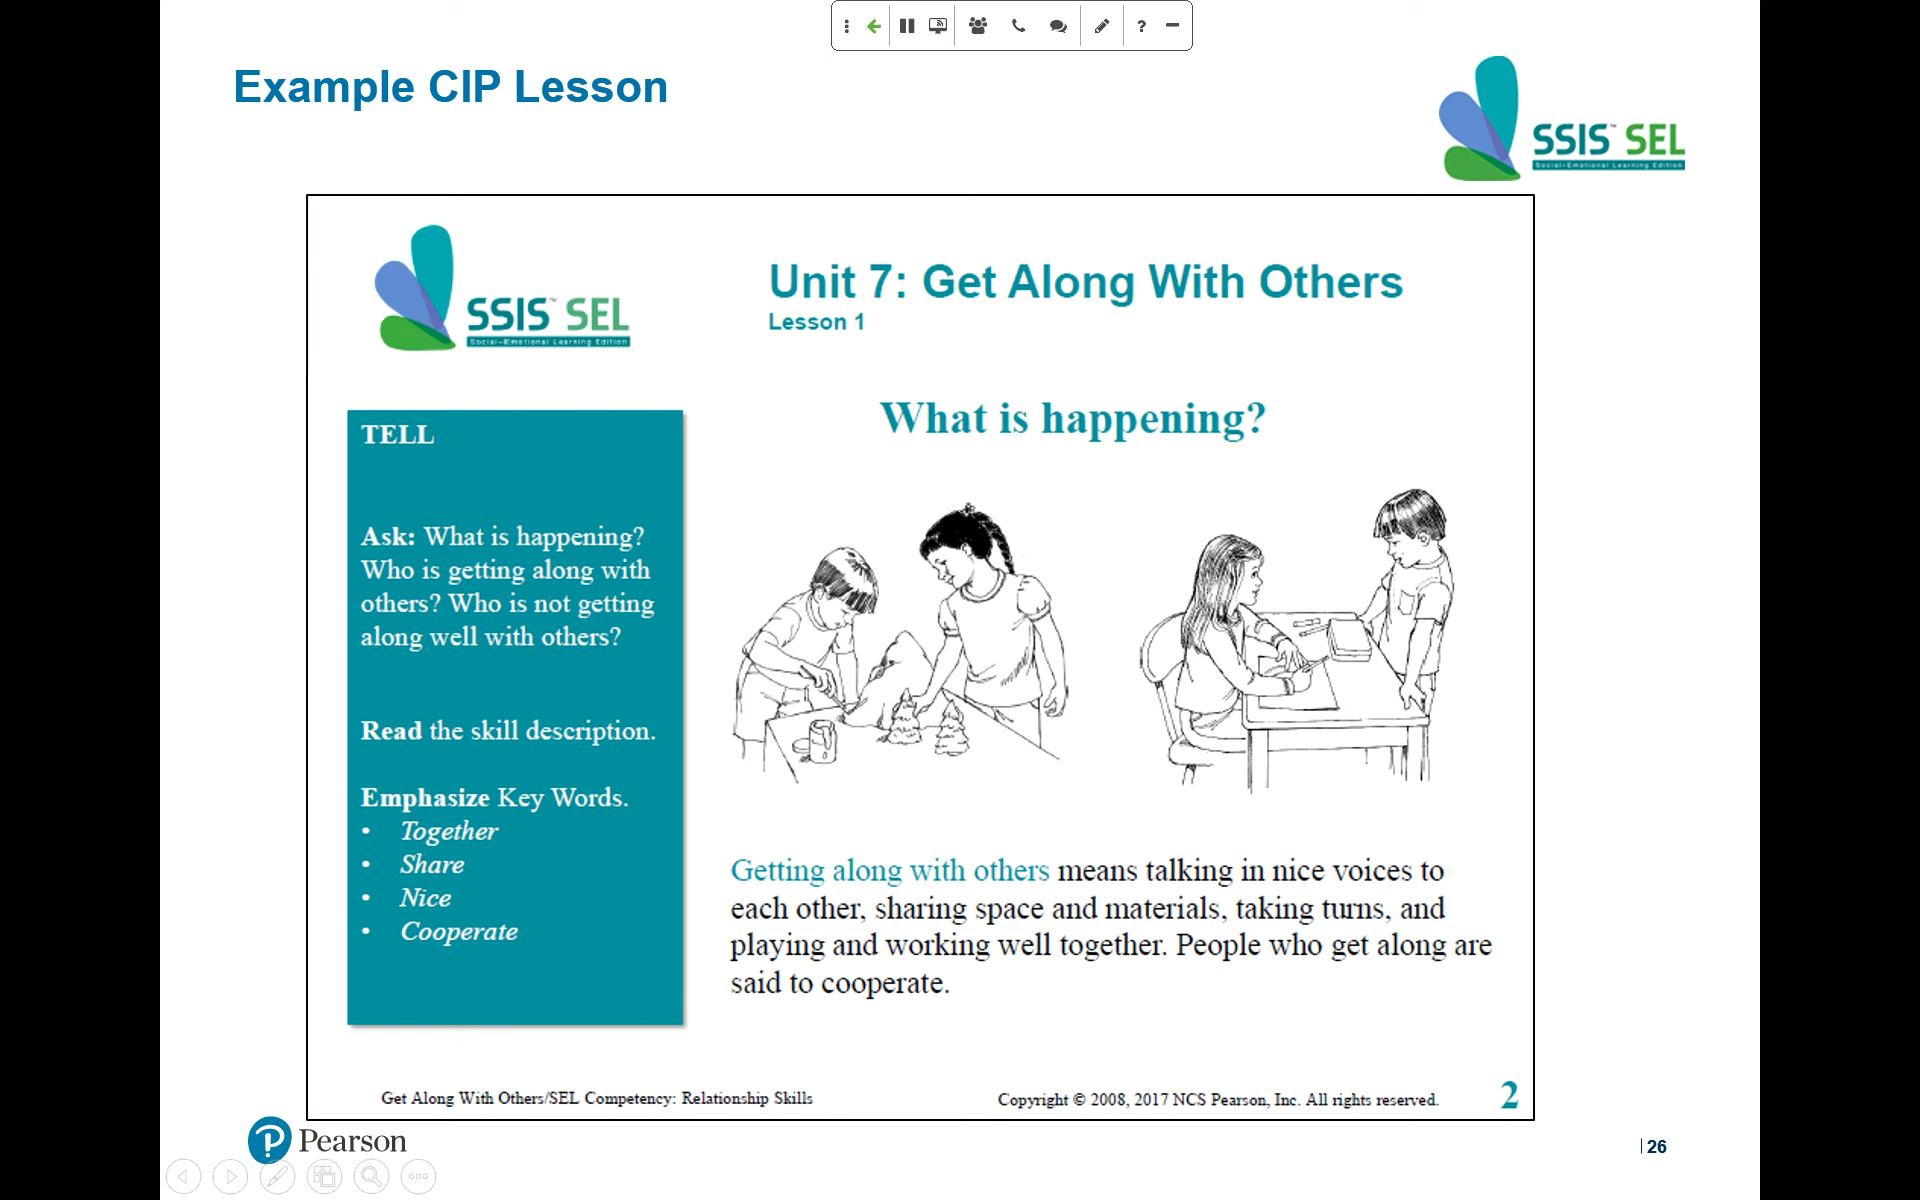 ?
Example CIP Lesson
SSIS™ SEL
Social-Emotional Learning Edition
SSIS™ SEL
Social-Emotional Learning Edition
Unit 7: Get Along With Others
Lesson 1
TELL
Ask: What is happening?
Who is getting along with
others? Who is not getting
along well with others?
Read the skill description.
Emphasize Key Words.
• Together
• Share
• Nice
• Cooperate
What is happening?
Getting along with others means talking in nice voices to
each other, sharing space and materials, taking turns, and
playing and working well together. People who get along are
said to cooperate.
Get Along With Others/SEL Competency: Relationship Skills
Copyright © 2008, 2017 NCS Pearson, Inc. All rights reserved.
2
P Pearson
| 26